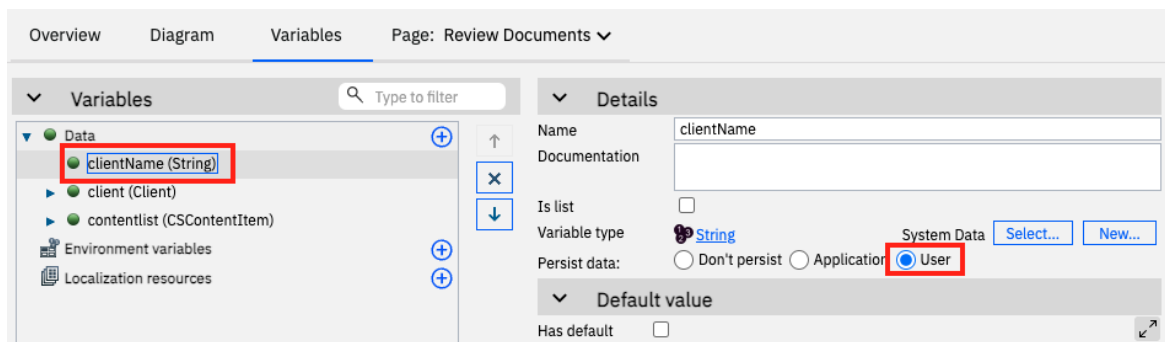 Overview Diagram Variables Page: Review Documents
Variables Type to filter
Data
clientName (String)
client (Client)
contentlist (CSContentItem)
Environment variables
Localization resources
Details
Name clientName
Documentation
Is list
Variable type String System Data Select... New...
Persist data: Don't persist Application User
Default value
Has default